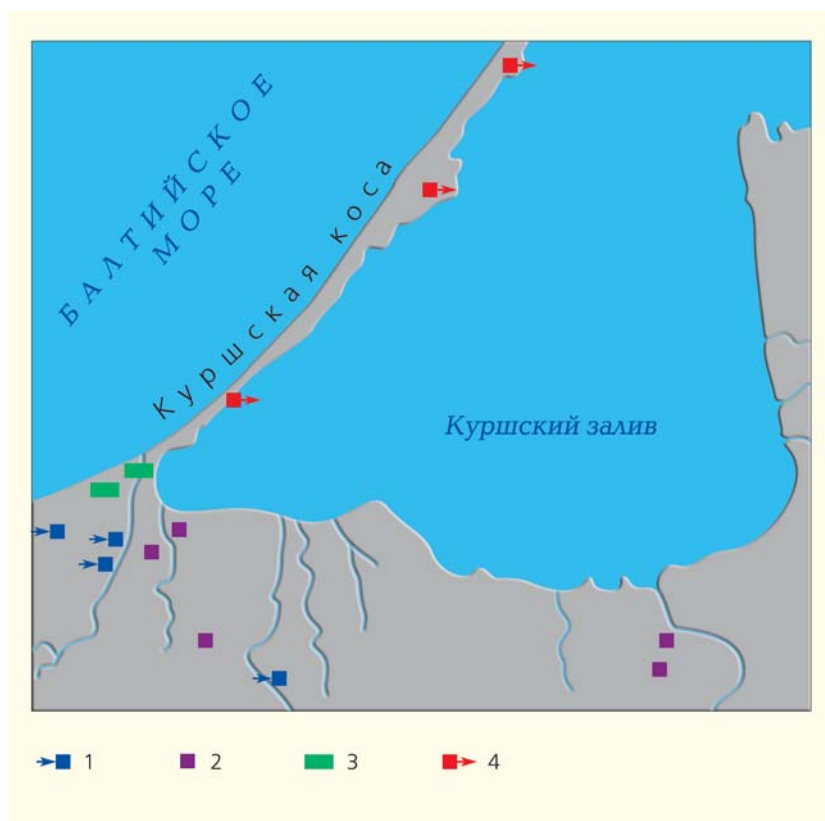 БАЛТИЙСКОЕ
МОРЕ
Куршская коса
Куршский залив
1 2 3 4